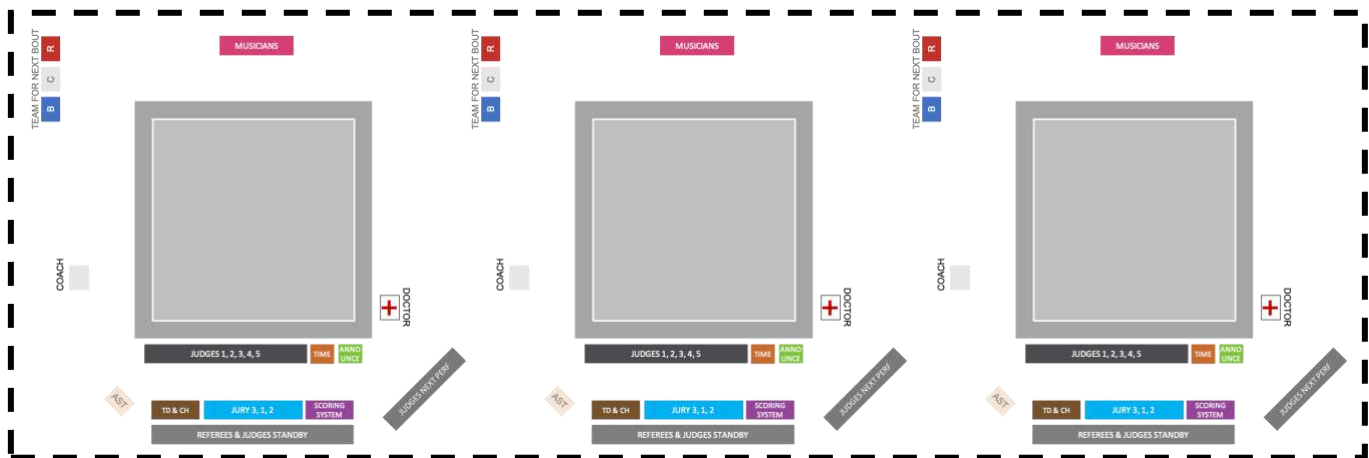 TEAM FOR NEXT BOUT
R
C
B
MUSICIANS
COACH
DOCTOR
JUDGES 1, 2, 3, 4, 5
TIME
ANNO
UNCE
AST
TD & CH
JURY 3, 1, 2
SCORING
SYSTEM
JUDGES NEXT PERF
REFEREES & JUDGES STANDBY
TEAM FOR NEXT BOUT
R
C
B
MUSICIANS
COACH
DOCTOR
JUDGES 1, 2, 3, 4, 5
TIME
ANNO
UNCE
AST
TD & CH
JURY 3, 1, 2
SCORING
SYSTEM
JUDGES NEXT PERF
REFEREES & JUDGES STANDBY
TEAM FOR NEXT BOUT
R
C
B
MUSICIANS
COACH
DOCTOR
JUDGES 1, 2, 3, 4, 5
TIME
ANNO
UNCE
AST
TD & CH
JURY 3, 1, 2
SCORING
SYSTEM
JUDGES NEXT PERF
REFEREES & JUDGES STANDBY